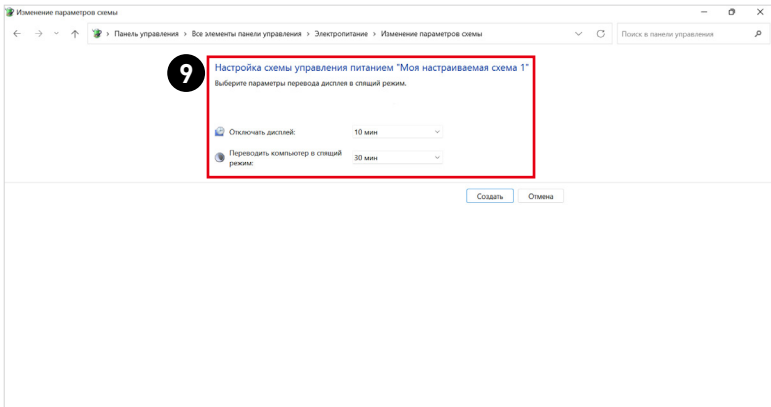 Изменение параметров схемы
Панель управления > Все элементы панели управления > Электропитание > Изменение параметров схемы
Поиск в панели управления
9
Настройка схемы управления питанием "Моя настраиваемая схема 1"
Выберите параметры перевода дисплея в спящий режим.
Отключать дисплей: 10 мин
Переводить компьютер в спящий
режим: 30 мин
Создать Отмена